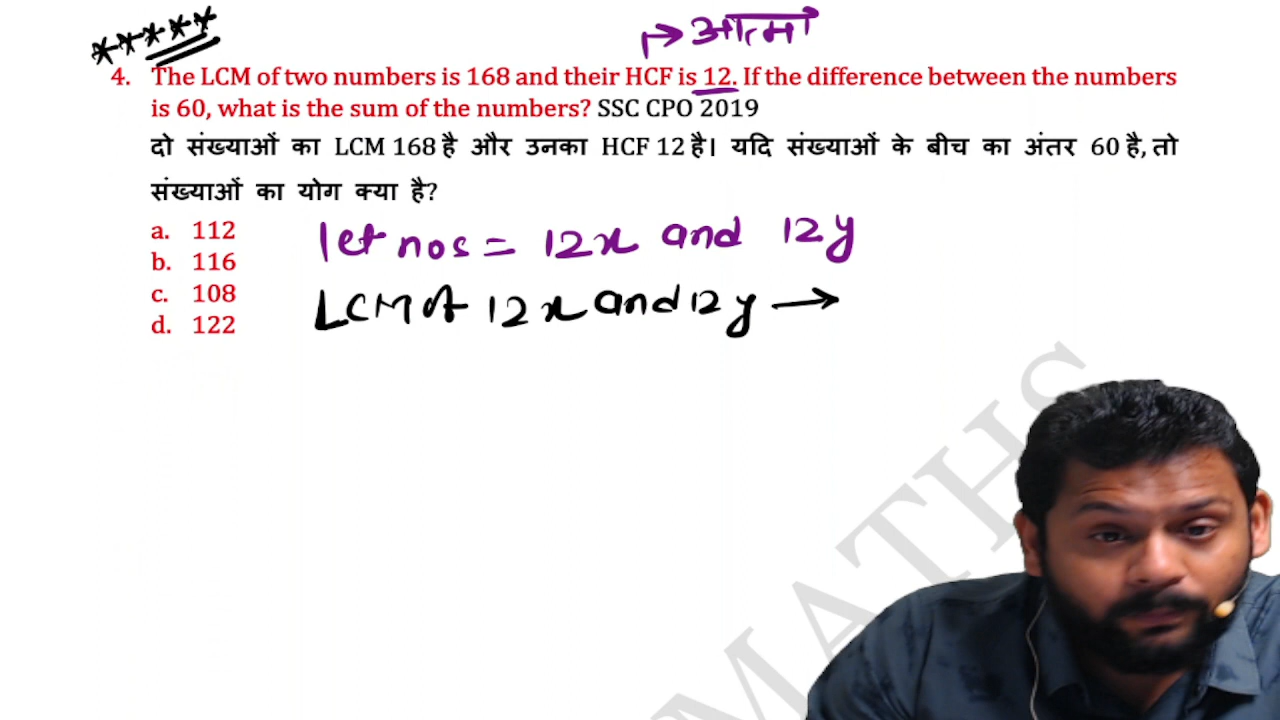 *****
→ आत्मा
4. The LCM of two numbers is 168 and their HCF is 12. If the difference between the numbers
is 60, what is the sum of the numbers? SSC CPO 2019
दो संख्याओं का LCM 168 है और उनका HCF 12 है। यदि संख्याओं के बीच का अंतर 60 है, तो
संख्याओं का योग क्या है?
a. 112
let nos = 12x and 12y
b. 116
c. 108
LCM of 12x and 12y →
d. 122
MATHS